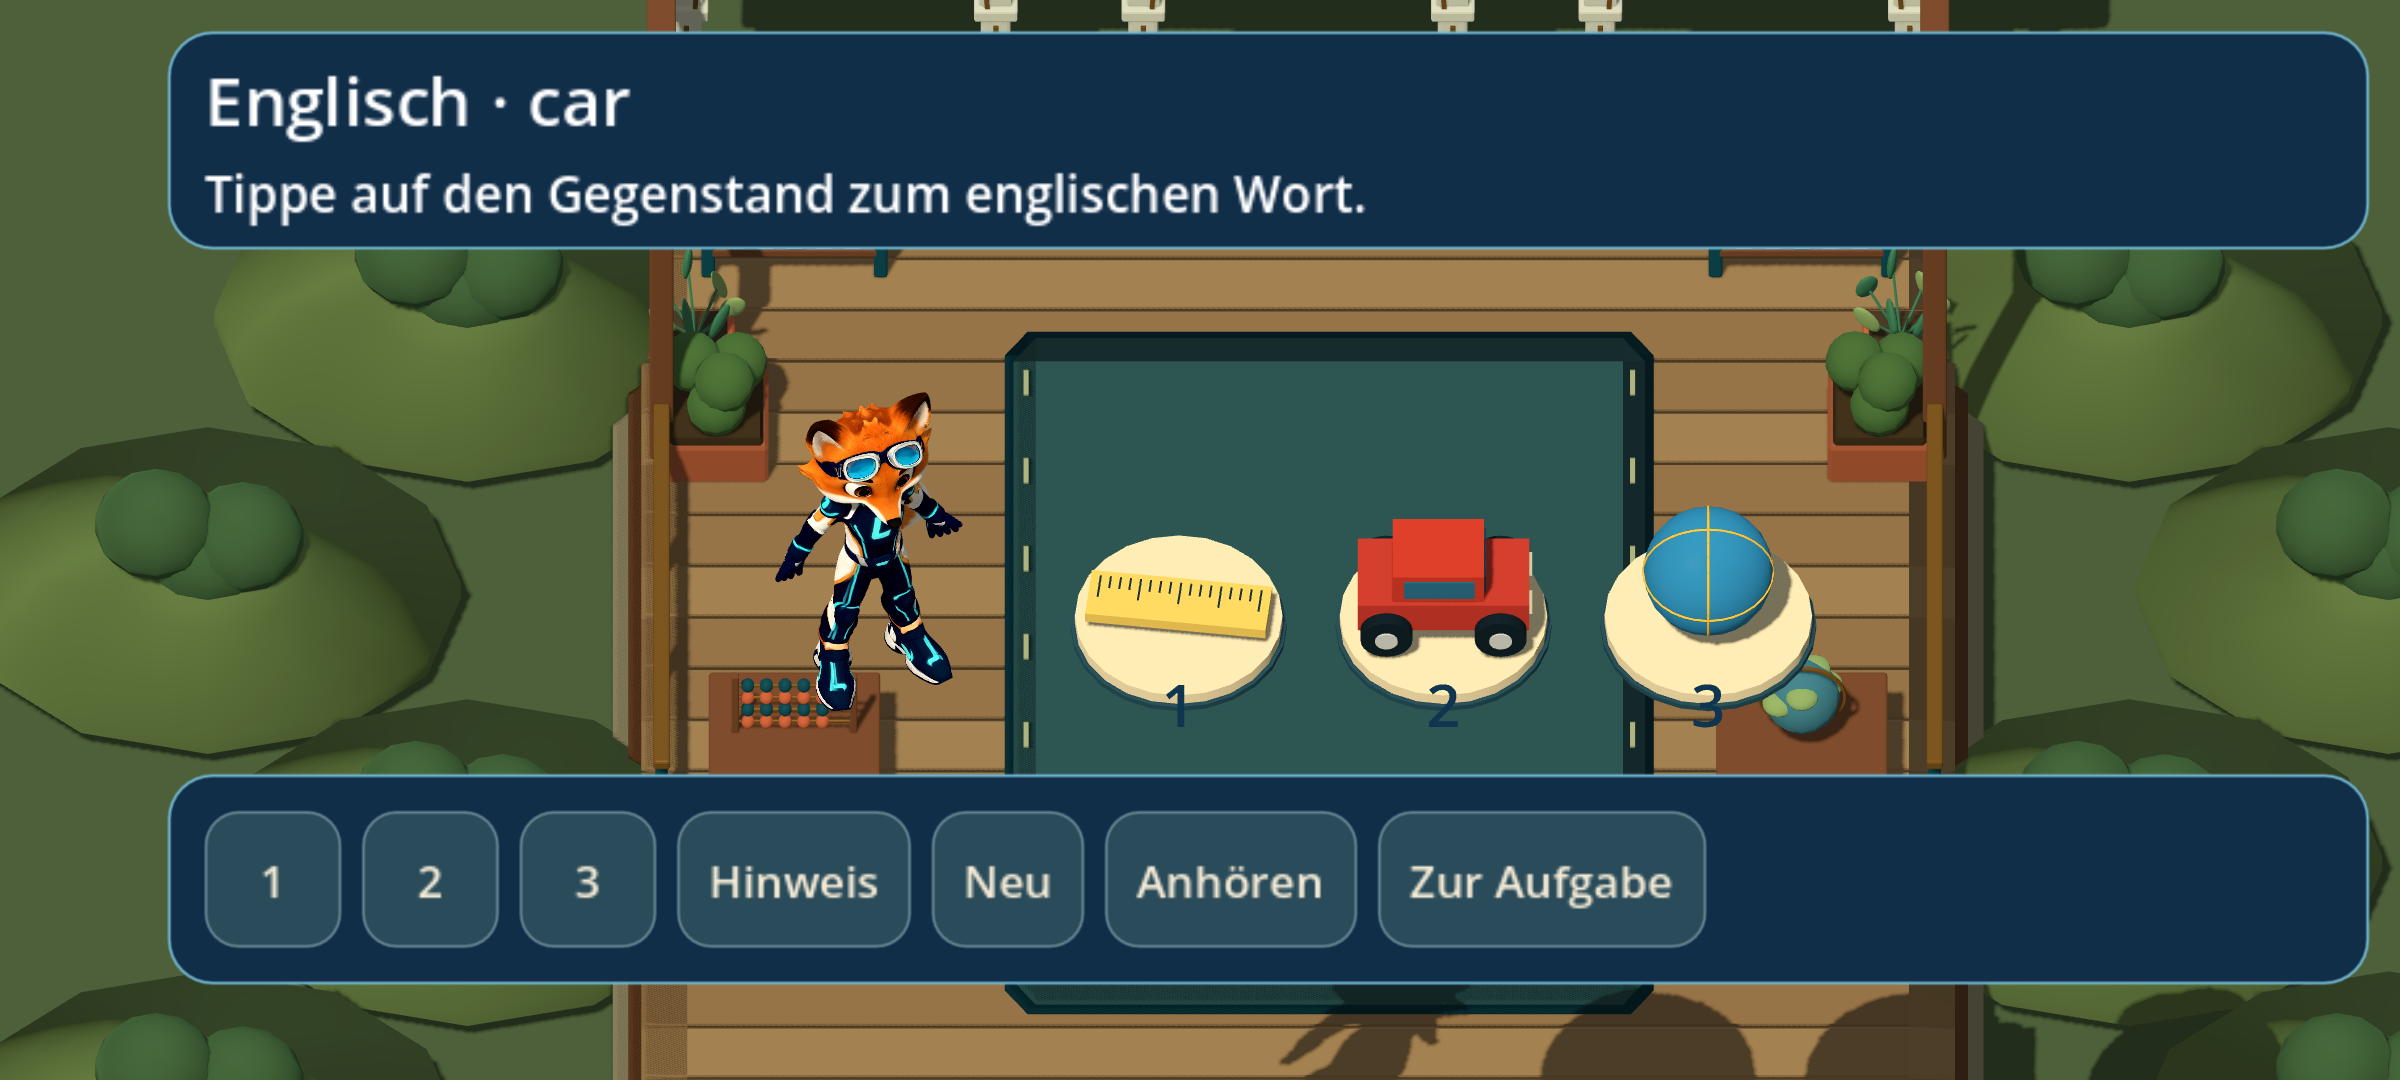 Englisch · car
Tippe auf den Gegenstand zum englischen Wort.
1 2 3
1 2 3 Hinweis Neu Anhören Zur Aufgabe